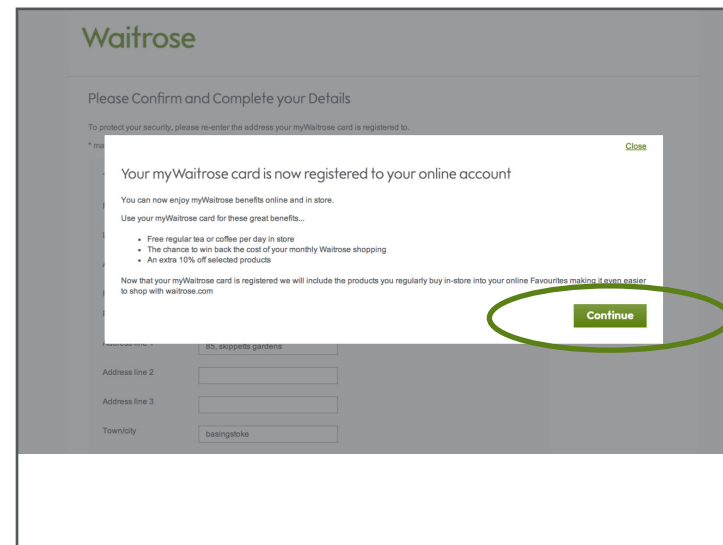 Waitrose
Please Confirm and Complete your Details
To protect your security, please re-enter the address your myWaitrose card is registered to.
* ma
Close
Your myWaitrose card is now registered to your online account
You can now enjoy myWaitrose benefits online and in store.
Use your myWaitrose card for these great benefits...
• Free regular tea or coffee per day in store
• The chance to win back the cost of your monthly Waitrose shopping
• An extra 10% off selected products
Now that your myWaitrose card is registered we will include the products you regularly buy in-store into your online Favourites making it even easier
to shop with waitrose.com
Continue
Address line 1 85, skippetts gardens
Address line 2
Address line 3
Town/city basingstoke